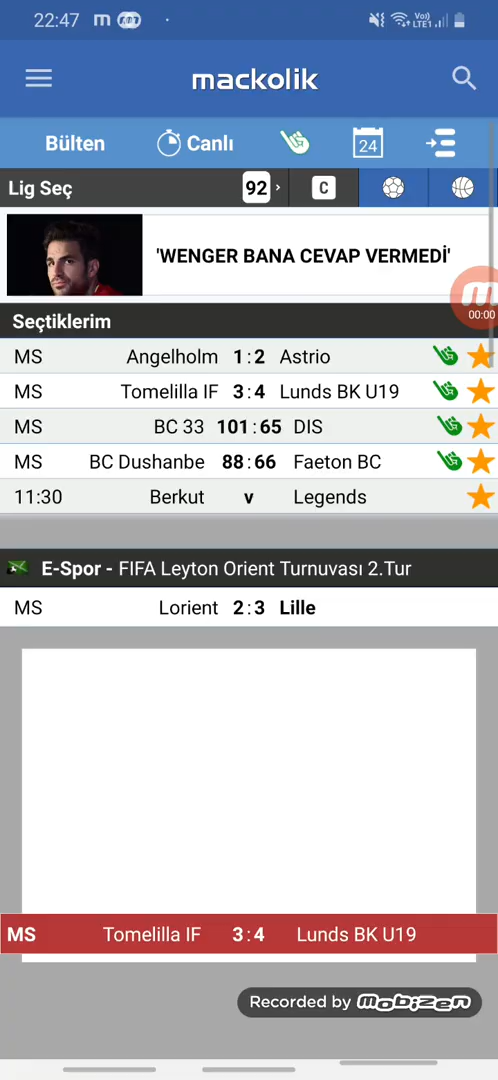 22:47 m
Vo)) LTE1
mackolik
Bülten Canlı 24
Lig Seç 92 C
'WENGER BANA CEVAP VERMEDİ'
00:00
Seçtiklerim
MS Angelholm 1:2 Astrio
MS Tomelilla IF 3:4 Lunds BK U19
MS BC 33 101:65 DIS
MS BC Dushanbe 88:66 Faeton BC
11:30 Berkut v Legends
E-Spor - FIFA Leyton Orient Turnuvası 2.Tur
MS Lorient 2:3 Lille
MS Tomelilla IF 3:4 Lunds BK U19
Recorded by Mobizen